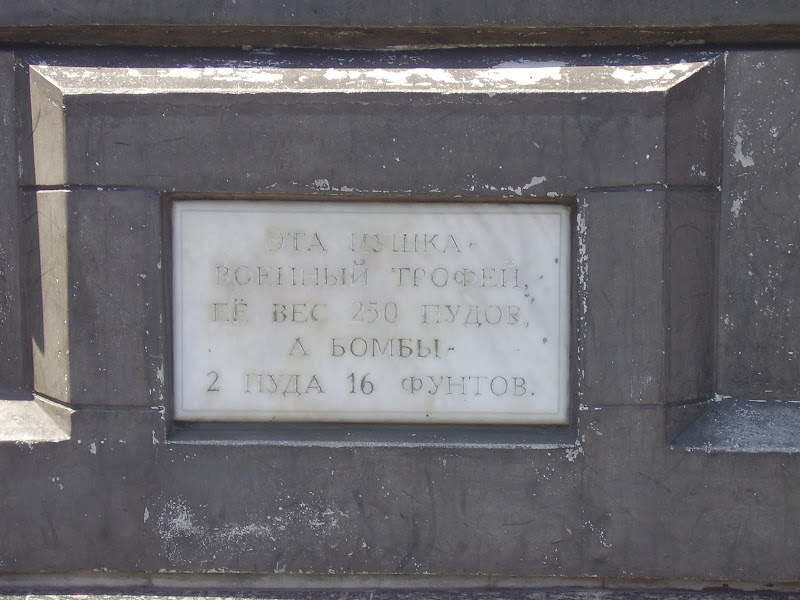 ЭТА ПУШКА -
ВОЕННЫЙ ТРОФЕЙ,
ЕЁ ВЕС 250 ПУДОВ,
А БОМБЫ -
2 ПУДА 16 ФУНТОВ.